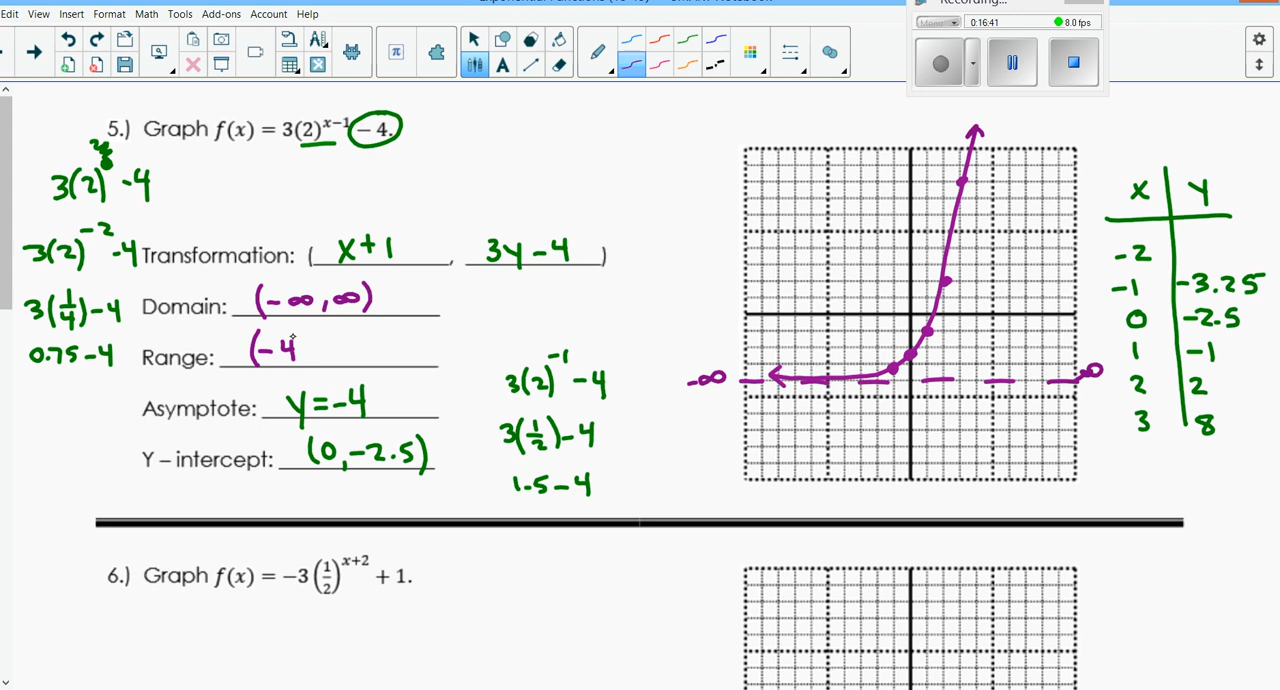 Recording...
Edit View Insert Format Math Tools Add-ons Account Help
0:16:41 8.0 fps
5.) Graph f(x) = 3(2)^{x−1} − 4.
-4
3(2) -4
3(2)^{-2} -4
Transformation: ( x+1 , 3y-4 )
3(1/4)-4
Domain: (-∞,∞)
0.75-4
Range: (-4
Asymptote: y=-4
Y – intercept: (0,-2.5)
3(2)^{-1} -4
3(1/2)-4
1.5-4
-∞ ∞
x y
-2
-1 -3.25
0 -2.5
1 -1
2 2
3 8
6.) Graph f(x) = −3(1/2)^{x+2} + 1.